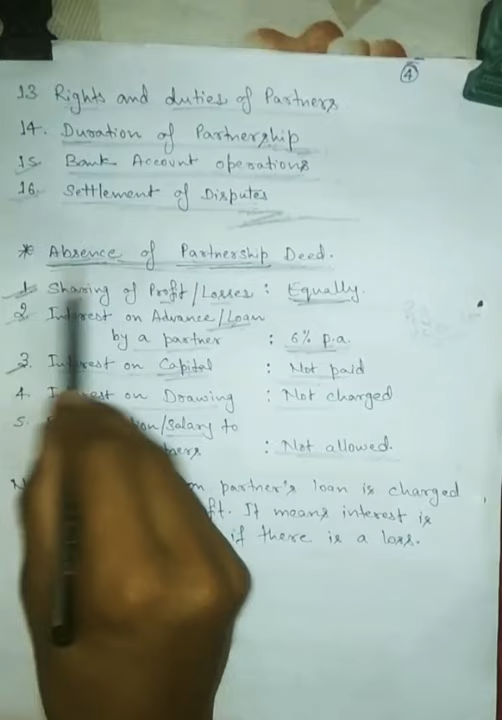 4
13. Rights and duties of Partners
14. Duration of Partnership
15. Bank Account operations
16. Settlement of Disputes
* Absence of Partnership Deed.
1. Sharing of Profit/Losses : Equally.
2. Interest on Advance/Loan
by a partner : 6% p.a.
3. Interest on Capital : Not paid
4. Interest on Drawing : Not charged
5. /Salary to
: Not allowed.
partner's loan is charged
It means interest is
if there is a loss.